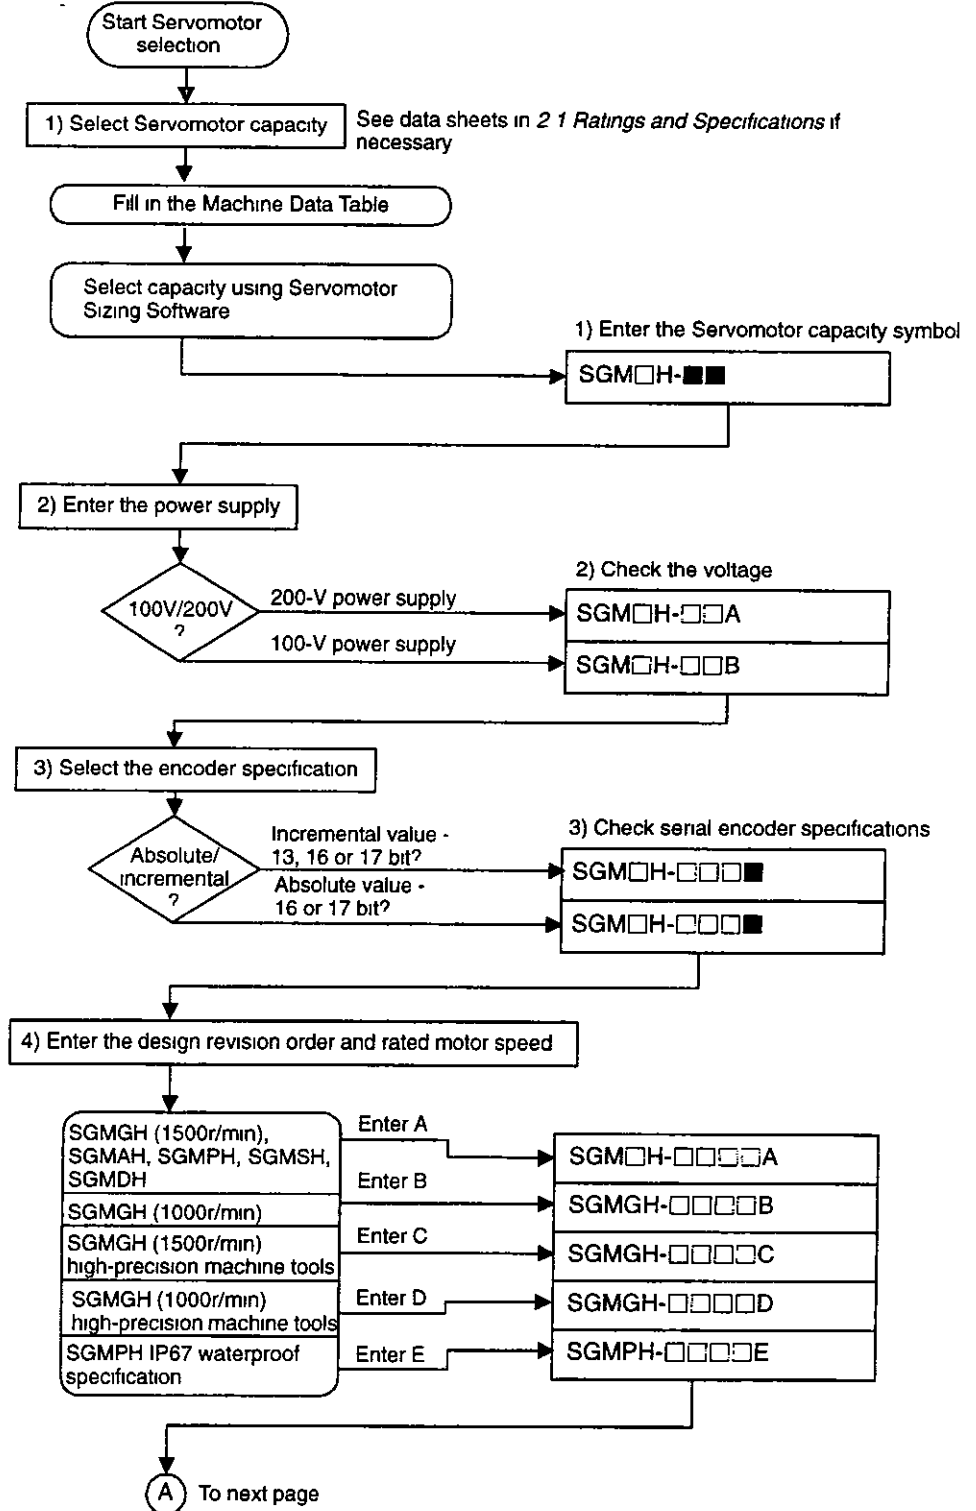 Start Servomotor
selection
1) Select Servomotor capacity
See data sheets in 2 1 Ratings and Specifications if
necessary
Fill in the Machine Data Table
Select capacity using Servomotor
Sizing Software
1) Enter the Servomotor capacity symbol
SGM□H-■■
2) Enter the power supply
100V/200V
?
200-V power supply
100-V power supply
2) Check the voltage
SGM□H-□□A
SGM□H-□□B
3) Select the encoder specification
Absolute/
incremental
?
Incremental value -
13, 16 or 17 bit?
Absolute value -
16 or 17 bit?
3) Check serial encoder specifications
SGM□H-□□□■
SGM□H-□□□■
4) Enter the design revision order and rated motor speed
SGMGH (1500r/min),
SGMAH, SGMPH, SGMSH,
SGMDH
Enter A
SGM□H-□□□□A
SGMGH (1000r/min)
Enter B
SGMGH-□□□□B
SGMGH (1500r/min)
high-precision machine tools
Enter C
SGMGH-□□□□C
SGMGH (1000r/min)
high-precision machine tools
Enter D
SGMGH-□□□□D
SGMPH IP67 waterproof
specification
Enter E
SGMPH-□□□□E
A
To next page